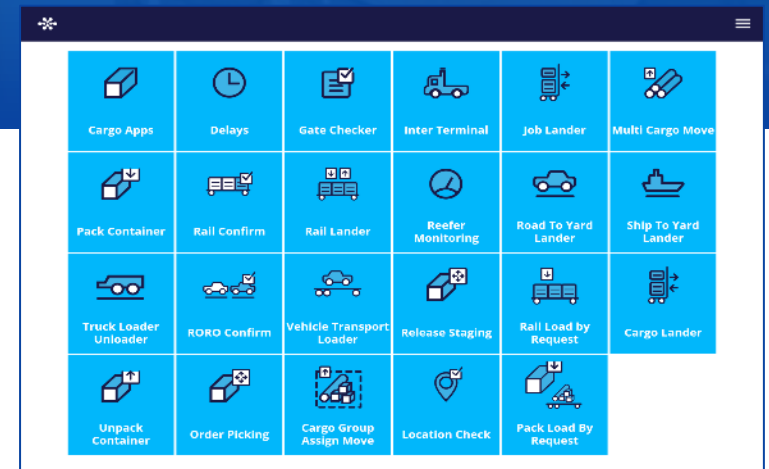 Cargo Apps
Delays
Gate Checker
Inter Terminal
Job Lander
Multi Cargo Move
Pack Container
Rail Confirm
Rail Lander
Reefer
Monitoring
Road To Yard
Lander
Ship To Yard
Lander
Truck Loader
Unloader
RORO Confirm
Vehicle Transport
Loader
Release Staging
Rail Load by
Request
Cargo Lander
Unpack
Container
Order Picking
Cargo Group
Assign Move
Location Check
Pack Load By
Request